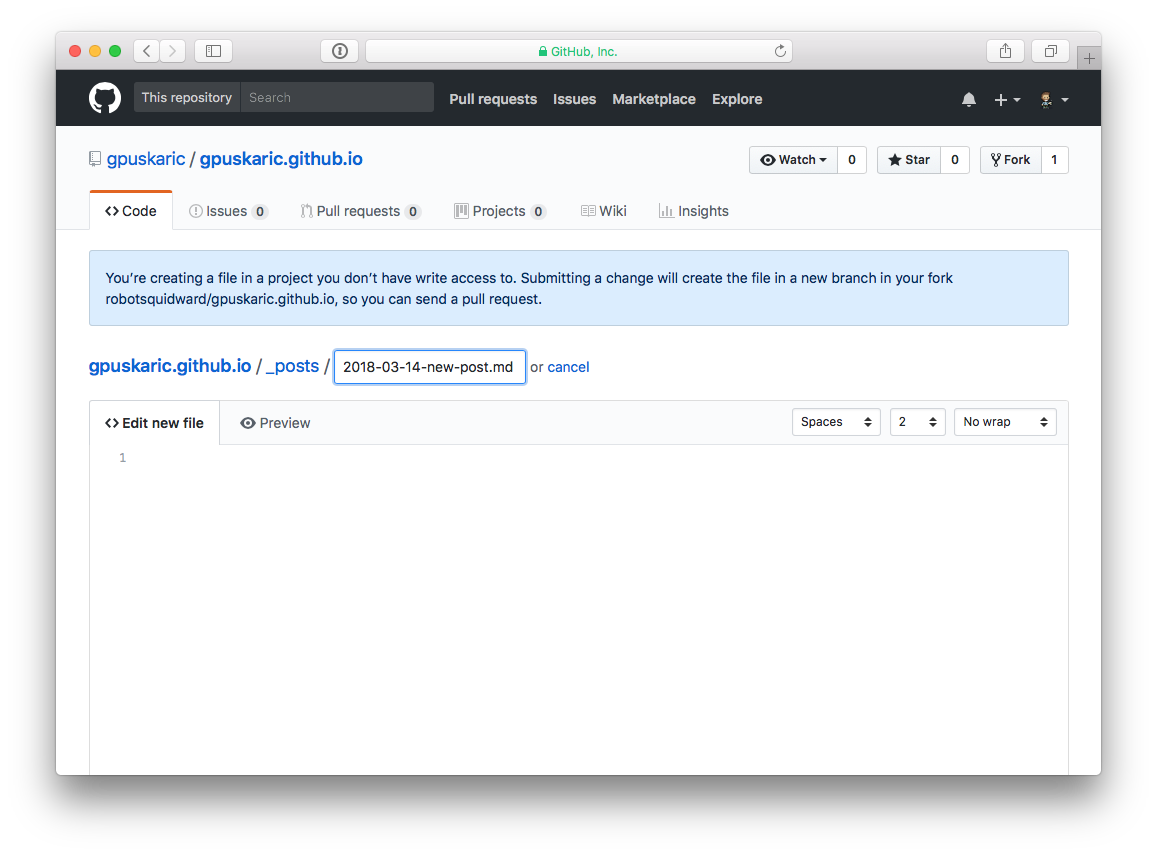 GitHub, Inc.
This repository Search Pull requests Issues Marketplace Explore
gpuskaric / gpuskaric.github.io Watch 0 Star 0 Fork 1
Code Issues 0 Pull requests 0 Projects 0 Wiki Insights
You’re creating a file in a project you don’t have write access to. Submitting a change will create the file in a new branch in your fork
robotsquidward/gpuskaric.github.io, so you can send a pull request.
gpuskaric.github.io / _posts / 2018-03-14-new-post.md or cancel
Edit new file Preview Spaces 2 No wrap
1